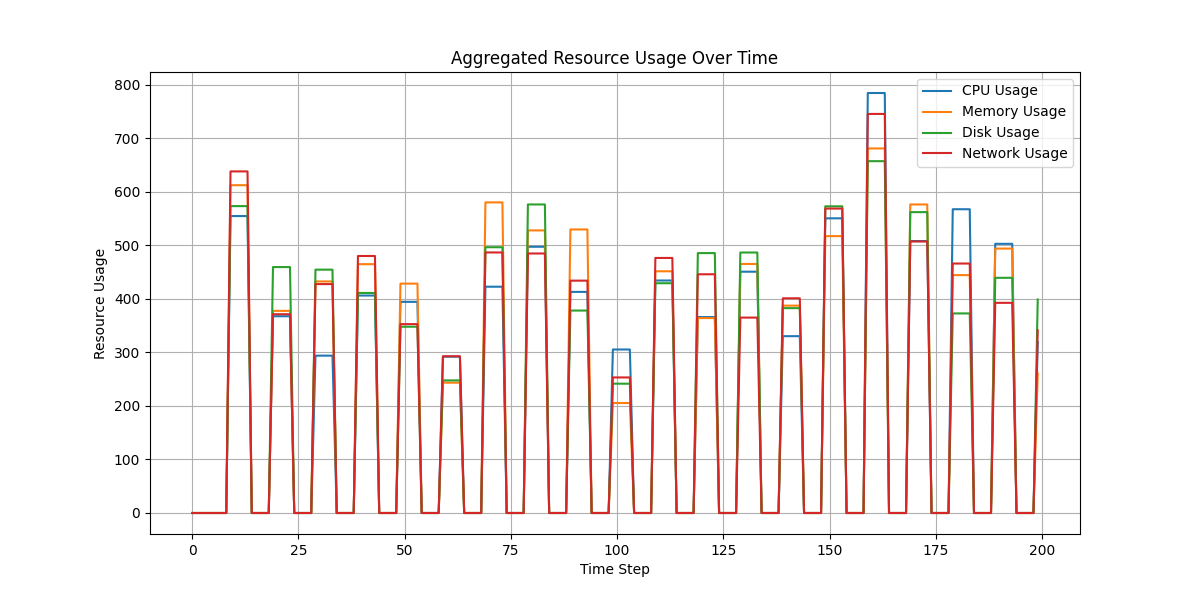 Aggregated Resource Usage Over Time
CPU Usage
Memory Usage
Disk Usage
Network Usage
Resource Usage
800
700
600
500
400
300
200
100
0
0 25 50 75 100 125 150 175 200
Time Step